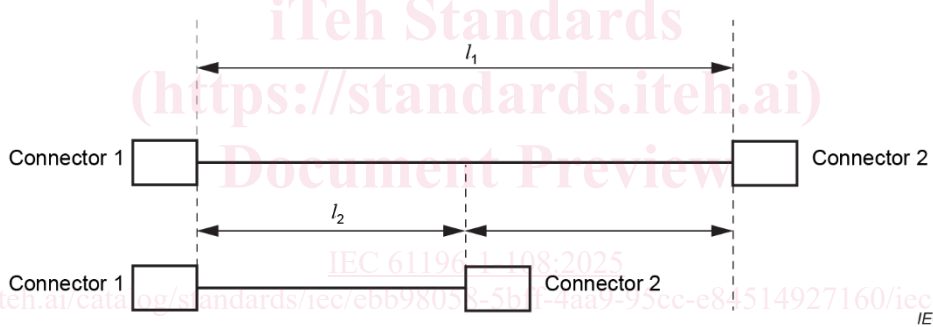 iTeh Standards
l1
(https://standards.iteh.ai)
Connector 1
Connector 2
Document Preview
l2
IEC 61196-1-108:2025
Connector 1
Connector 2
iteh.ai/catalog/standards/iec/ebb98058-5bff-4aa9-95cc-e84514927160/iec
IE